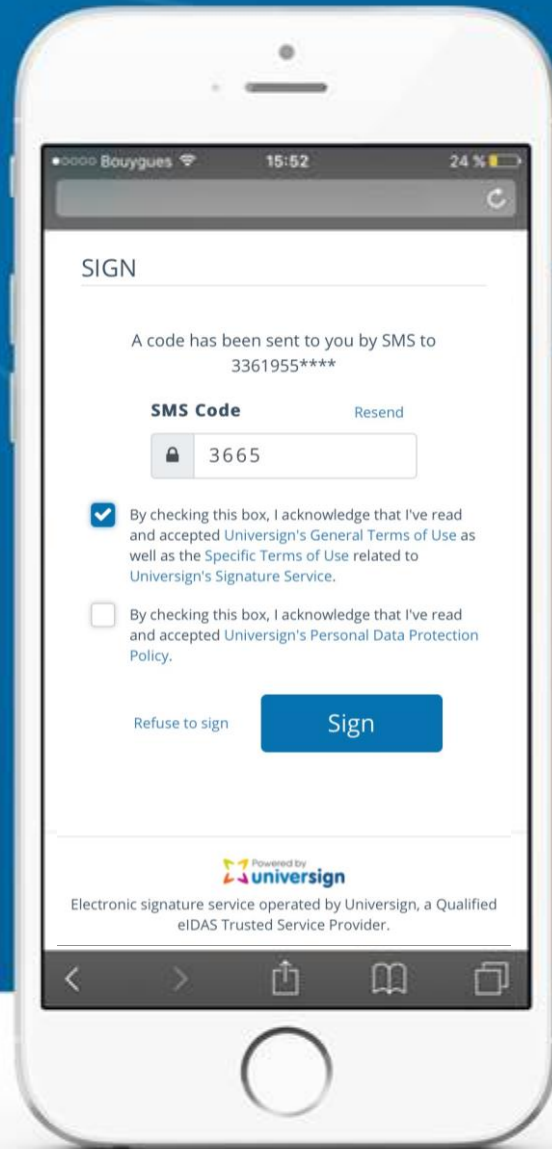 Bouygues 15:52 24 %
SIGN
A code has been sent to you by SMS to
3361955****
SMS Code Resend
3665
By checking this box, I acknowledge that I've read
and accepted Universign's General Terms of Use as
well as the Specific Terms of Use related to
Universign's Signature Service.
By checking this box, I acknowledge that I've read
and accepted Universign's Personal Data Protection
Policy.
Refuse to sign Sign
Powered by
universign
Electronic signature service operated by Universign, a Qualified
eIDAS Trusted Service Provider.